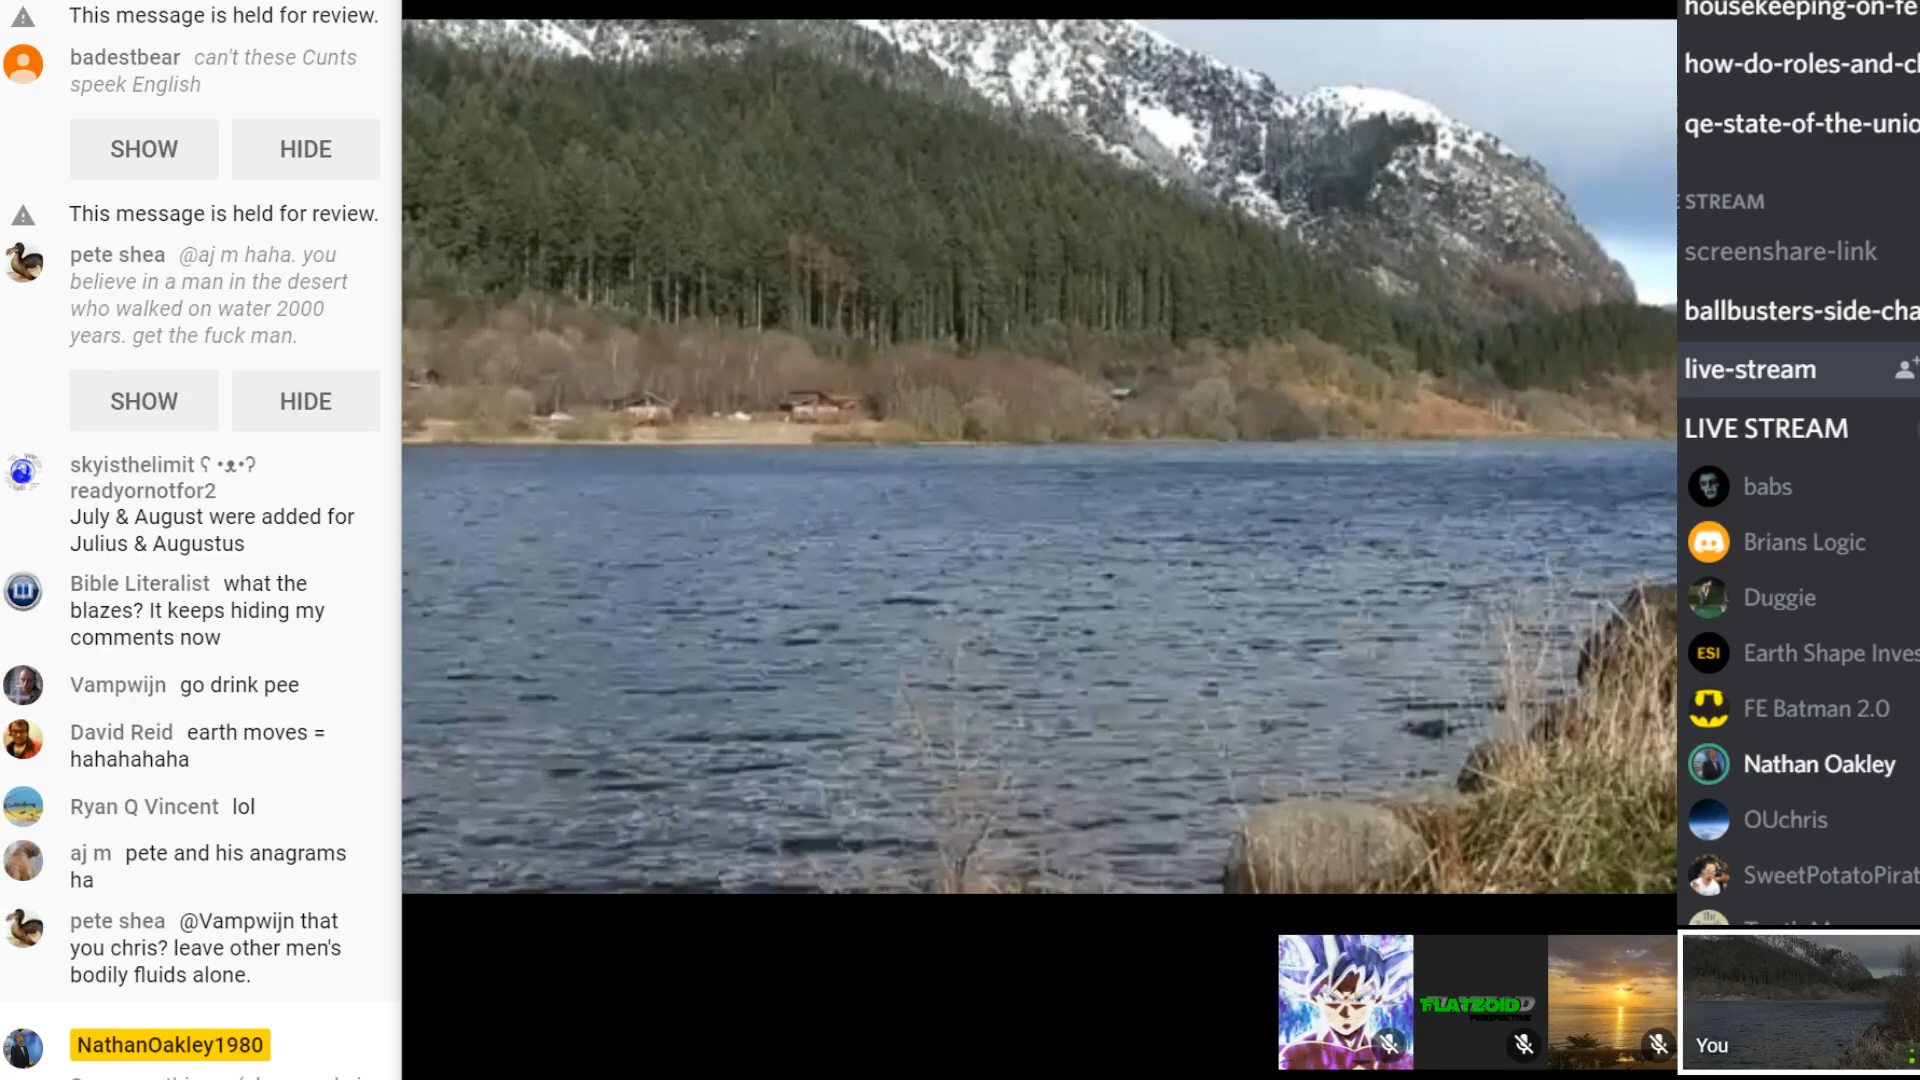 This message is held for review.
badestbear can't these Cunts
speek English
SHOW HIDE
This message is held for review.
pete shea @aj m haha. you
believe in a man in the desert
who walked on water 2000
years. get the fuck man.
SHOW HIDE
skyisthelimit ʕ •ᴥ•ʔ
readyornotfor2
July & August were added for
Julius & Augustus
Bible Literalist what the
blazes? It keeps hiding my
comments now
Vampwijn go drink pee
David Reid earth moves =
hahahahaha
Ryan Q Vincent lol
aj m pete and his anagrams
ha
pete shea @Vampwijn that
you chris? leave other men's
bodily fluids alone.
NathanOakley1980
FLATZOID
PERSPECTIVE
You
housekeeping-on-fe
how-do-roles-and-cl
qe-state-of-the-unio
STREAM
screenshare-link
ballbusters-side-cha
live-stream
LIVE STREAM
babs
Brians Logic
Duggie
ESI
Earth Shape Inves
FE Batman 2.0
Nathan Oakley
OUchris
SweetPotatoPirat
The